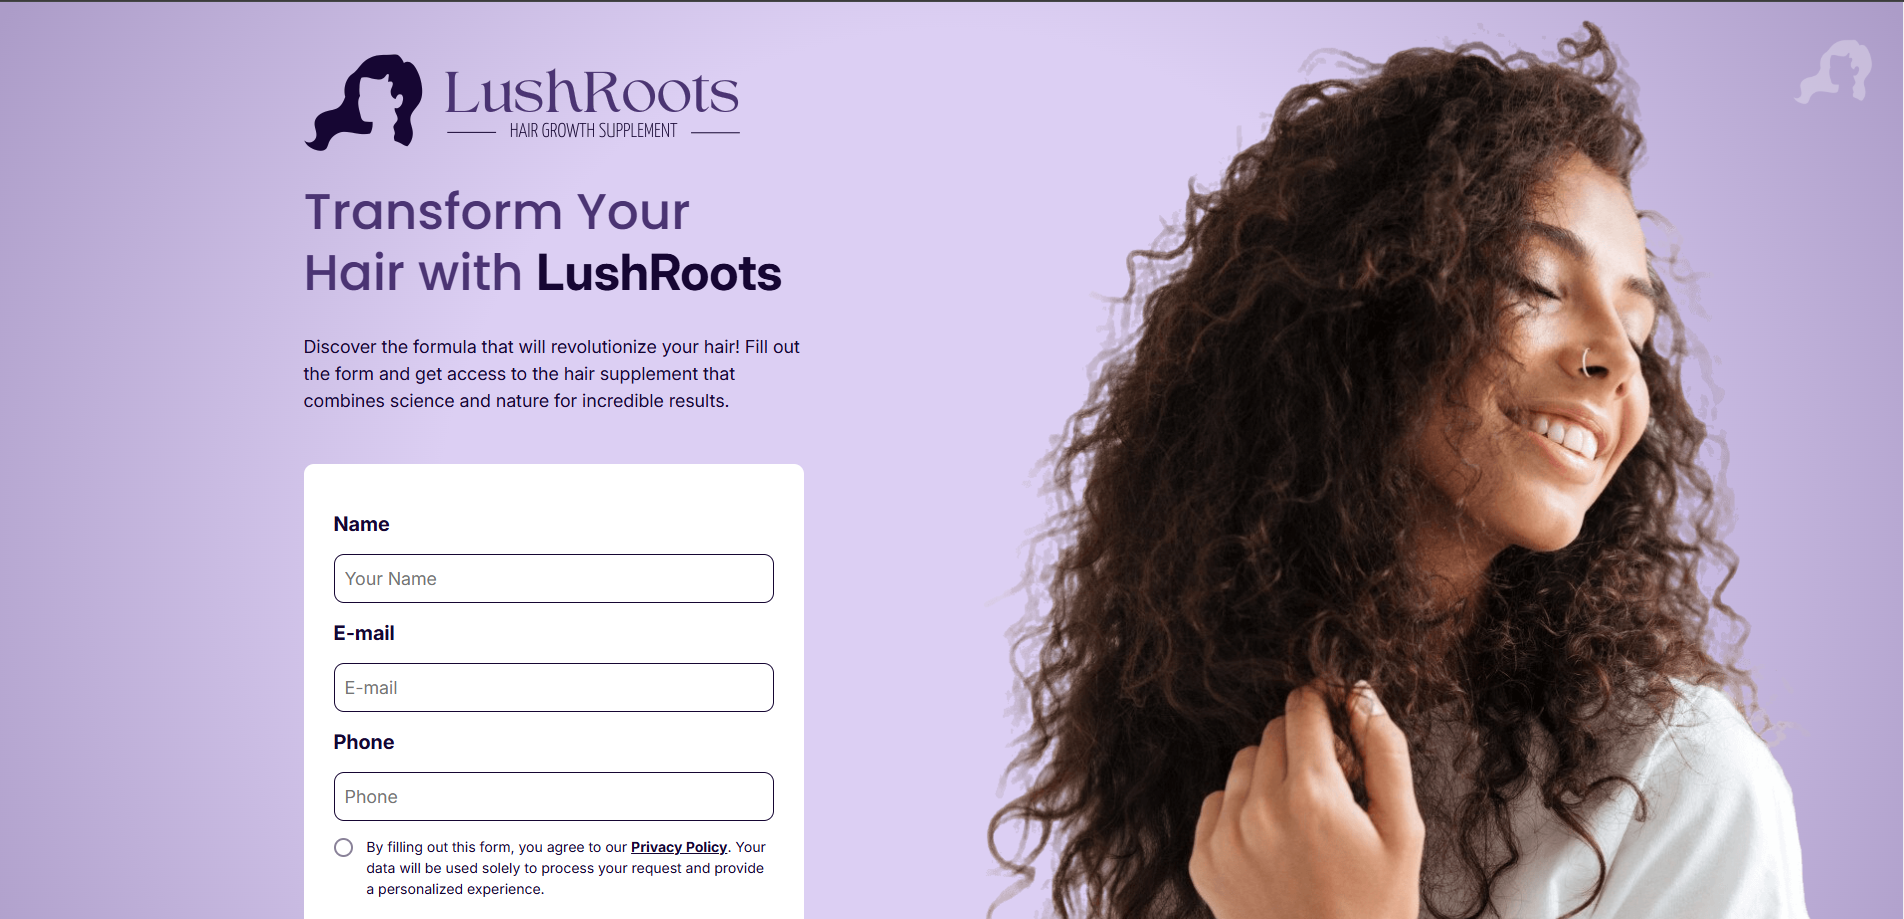 LushRoots
HAIR GROWTH SUPPLEMENT
Transform Your
Hair with LushRoots
Discover the formula that will revolutionize your hair! Fill out
the form and get access to the hair supplement that
combines science and nature for incredible results.
Name
Your Name
E-mail
E-mail
Phone
Phone
By filling out this form, you agree to our Privacy Policy. Your
data will be used solely to process your request and provide
a personalized experience.